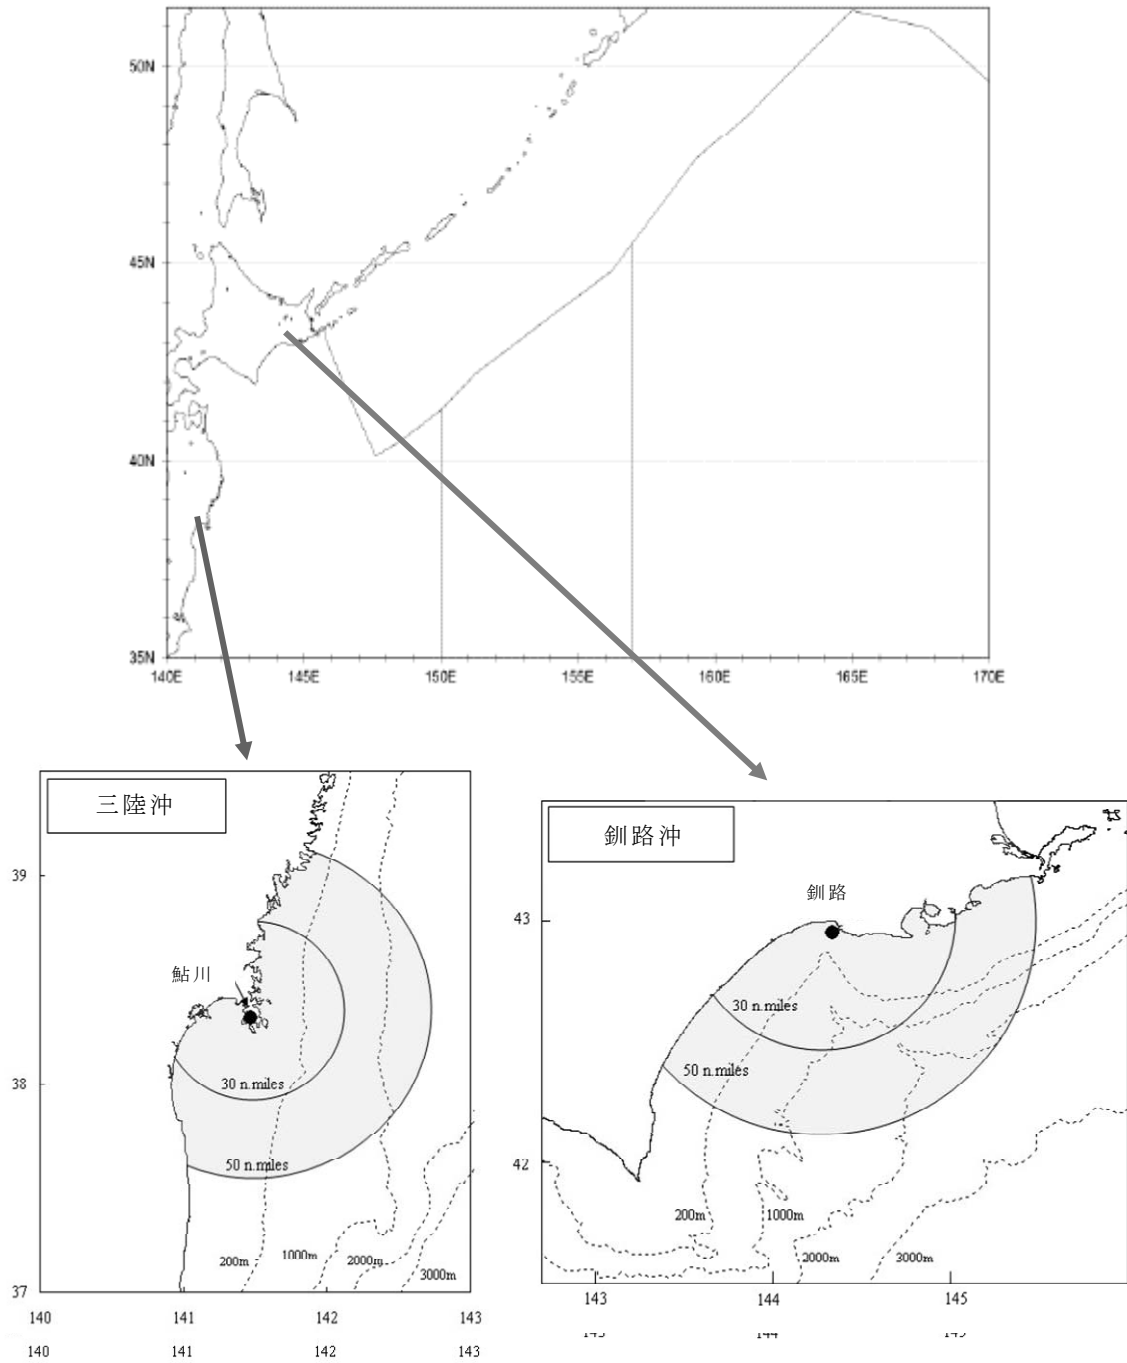 50N
45N
40N
35N
140E 145E 150E 155E 160E 165E 170E
三陸沖
39
鮎川
38
30 n.miles
50 n.miles
200m 1000m 2000m 3000m
37
140 141 142 143
140 141 142 143
釧路沖
釧路
43
30 n.miles
50 n.miles
42
200m 1000m
2000m 3000m
143 144 145